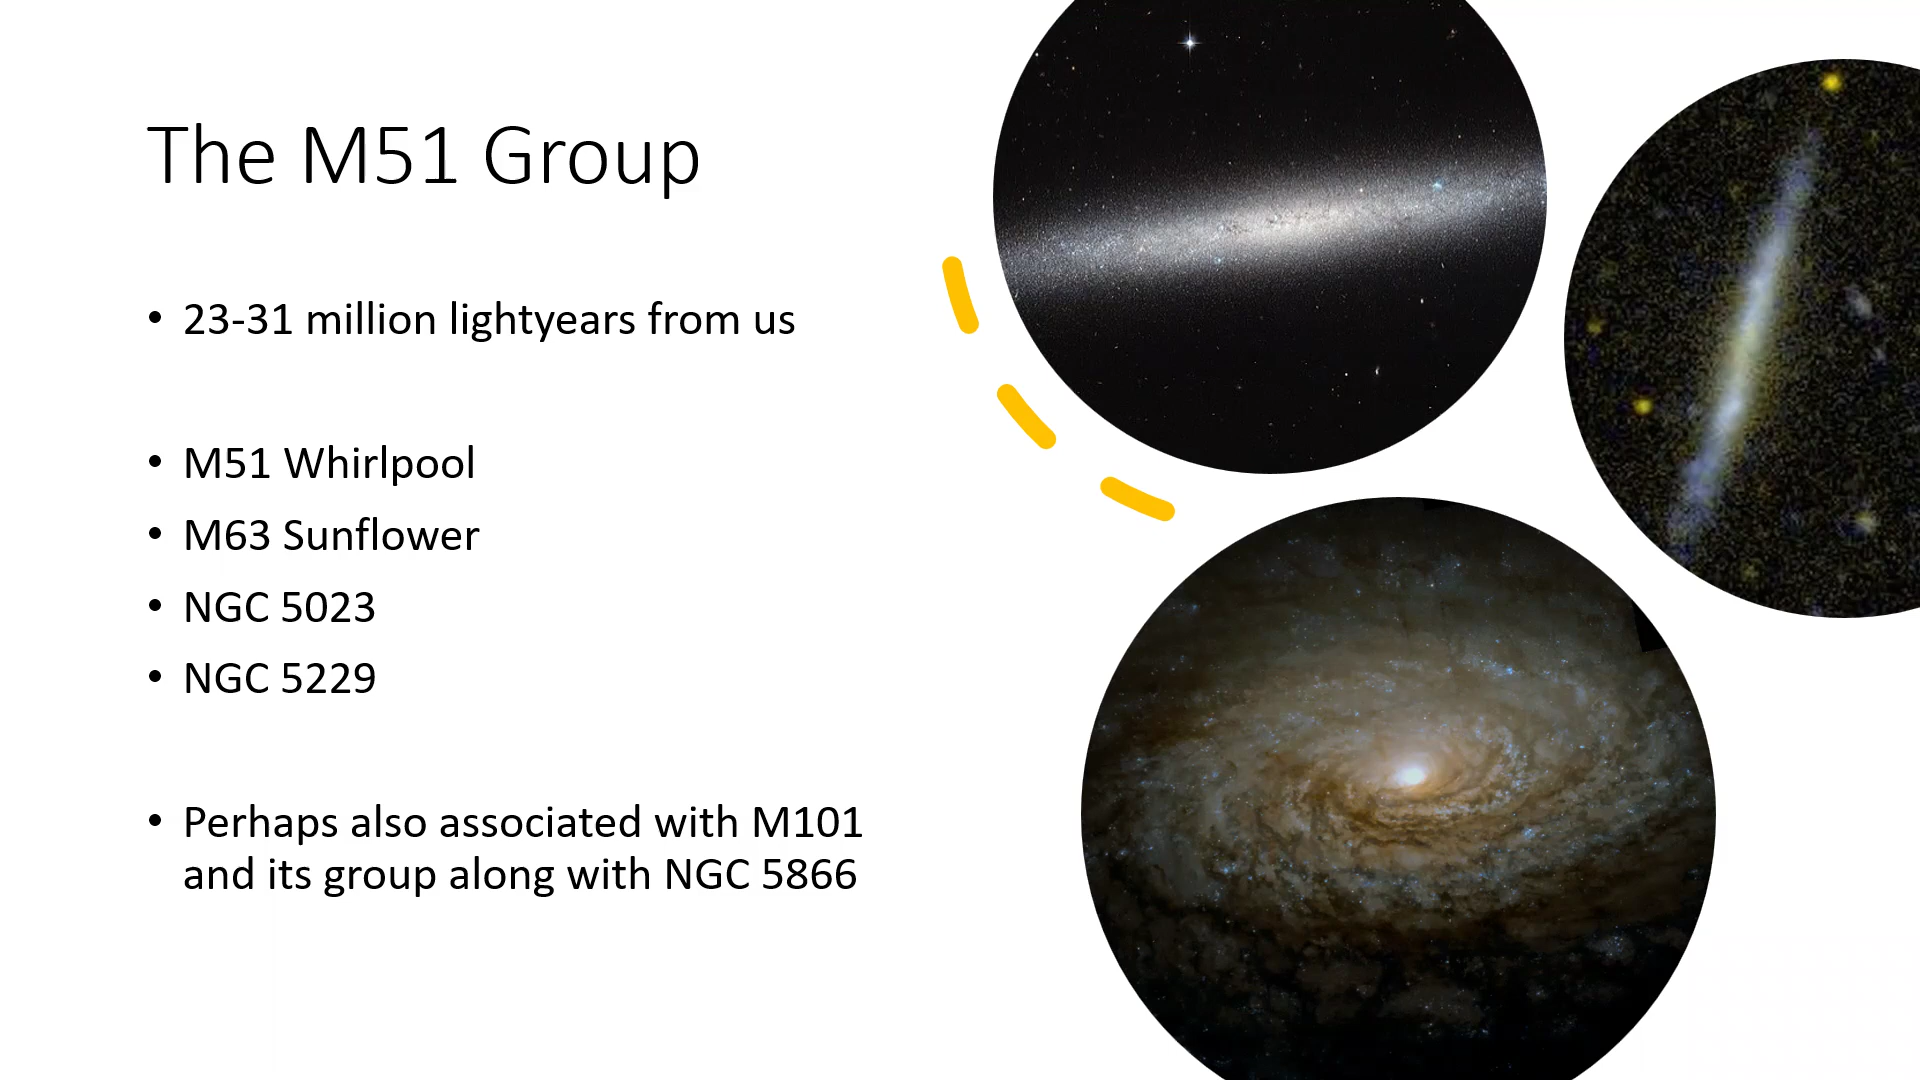 The M51 Group
• 23-31 million lightyears from us
• M51 Whirlpool
• M63 Sunflower
• NGC 5023
• NGC 5229
• Perhaps also associated with M101
and its group along with NGC 5866